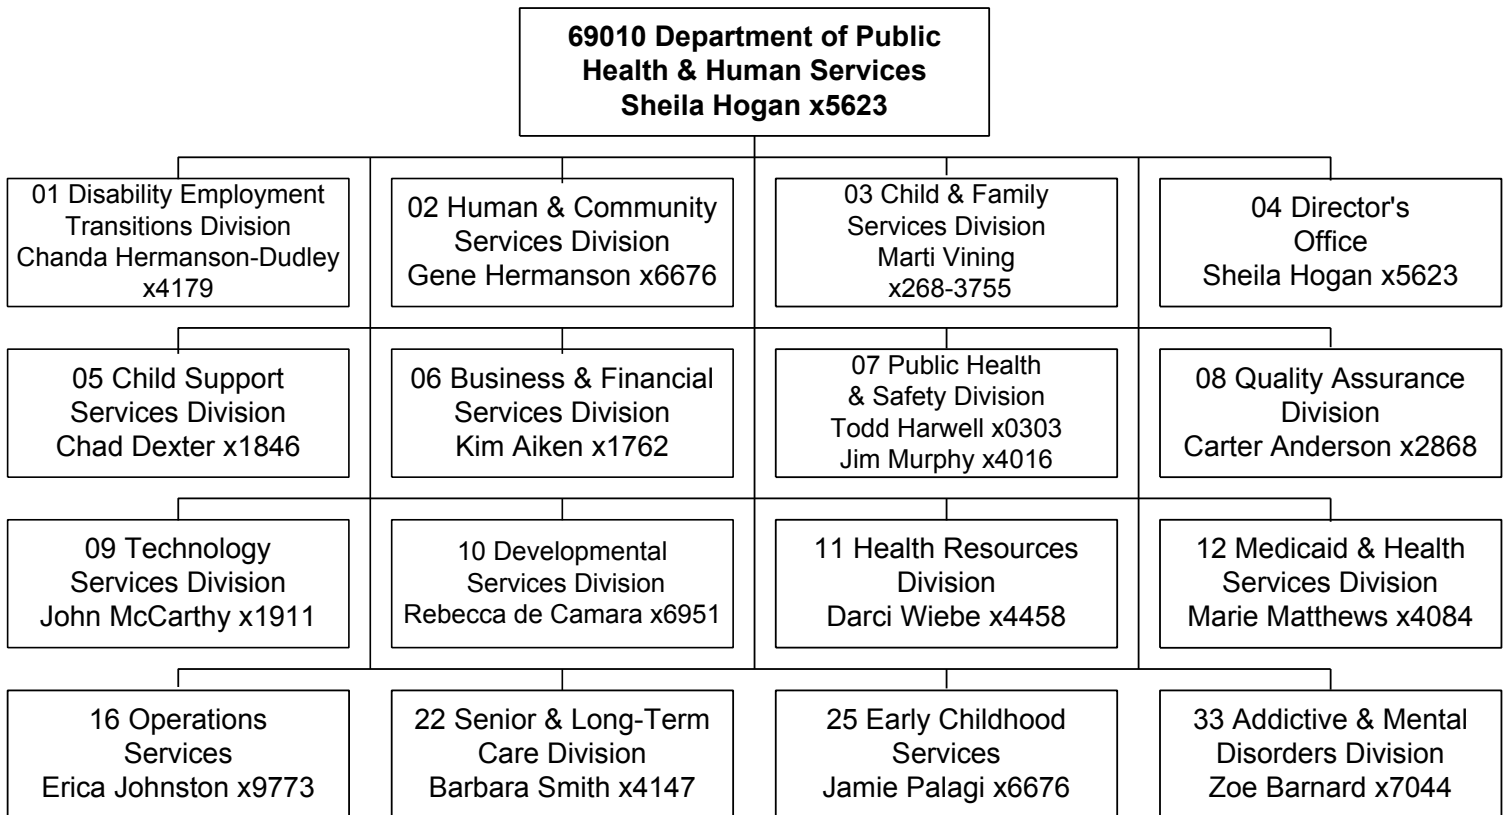 69010 Department of Public
Health & Human Services
Sheila Hogan x5623
01 Disability Employment
Transitions Division
Chanda Hermanson-Dudley
x4179
02 Human & Community
Services Division
Gene Hermanson x6676
03 Child & Family
Services Division
Marti Vining
x268-3755
04 Director's
Office
Sheila Hogan x5623
05 Child Support
Services Division
Chad Dexter x1846
06 Business & Financial
Services Division
Kim Aiken x1762
07 Public Health
& Safety Division
Todd Harwell x0303
Jim Murphy x4016
08 Quality Assurance
Division
Carter Anderson x2868
09 Technology
Services Division
John McCarthy x1911
10 Developmental
Services Division
Rebecca de Camara x6951
11 Health Resources
Division
Darci Wiebe x4458
12 Medicaid & Health
Services Division
Marie Matthews x4084
16 Operations
Services
Erica Johnston x9773
22 Senior & Long-Term
Care Division
Barbara Smith x4147
25 Early Childhood
Services
Jamie Palagi x6676
33 Addictive & Mental
Disorders Division
Zoe Barnard x7044